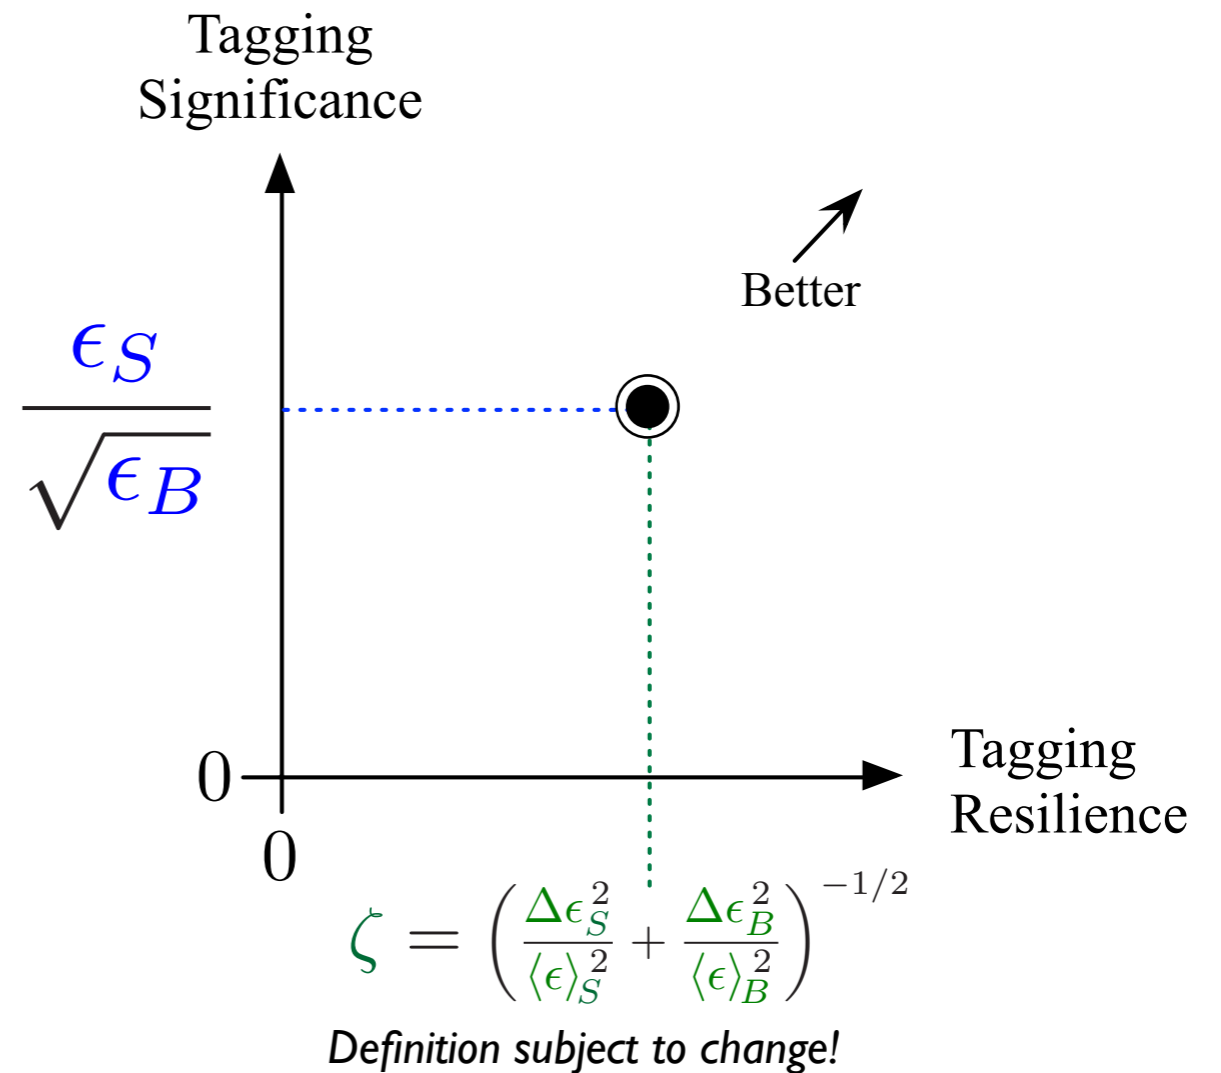 Tagging
Significance
Better
ϵ_S
√ϵ_B
0
Tagging
Resilience
0
ζ = (Δϵ_S^2/⟨ϵ⟩_S^2 + Δϵ_B^2/⟨ϵ⟩_B^2)^{-1/2}
Definition subject to change!